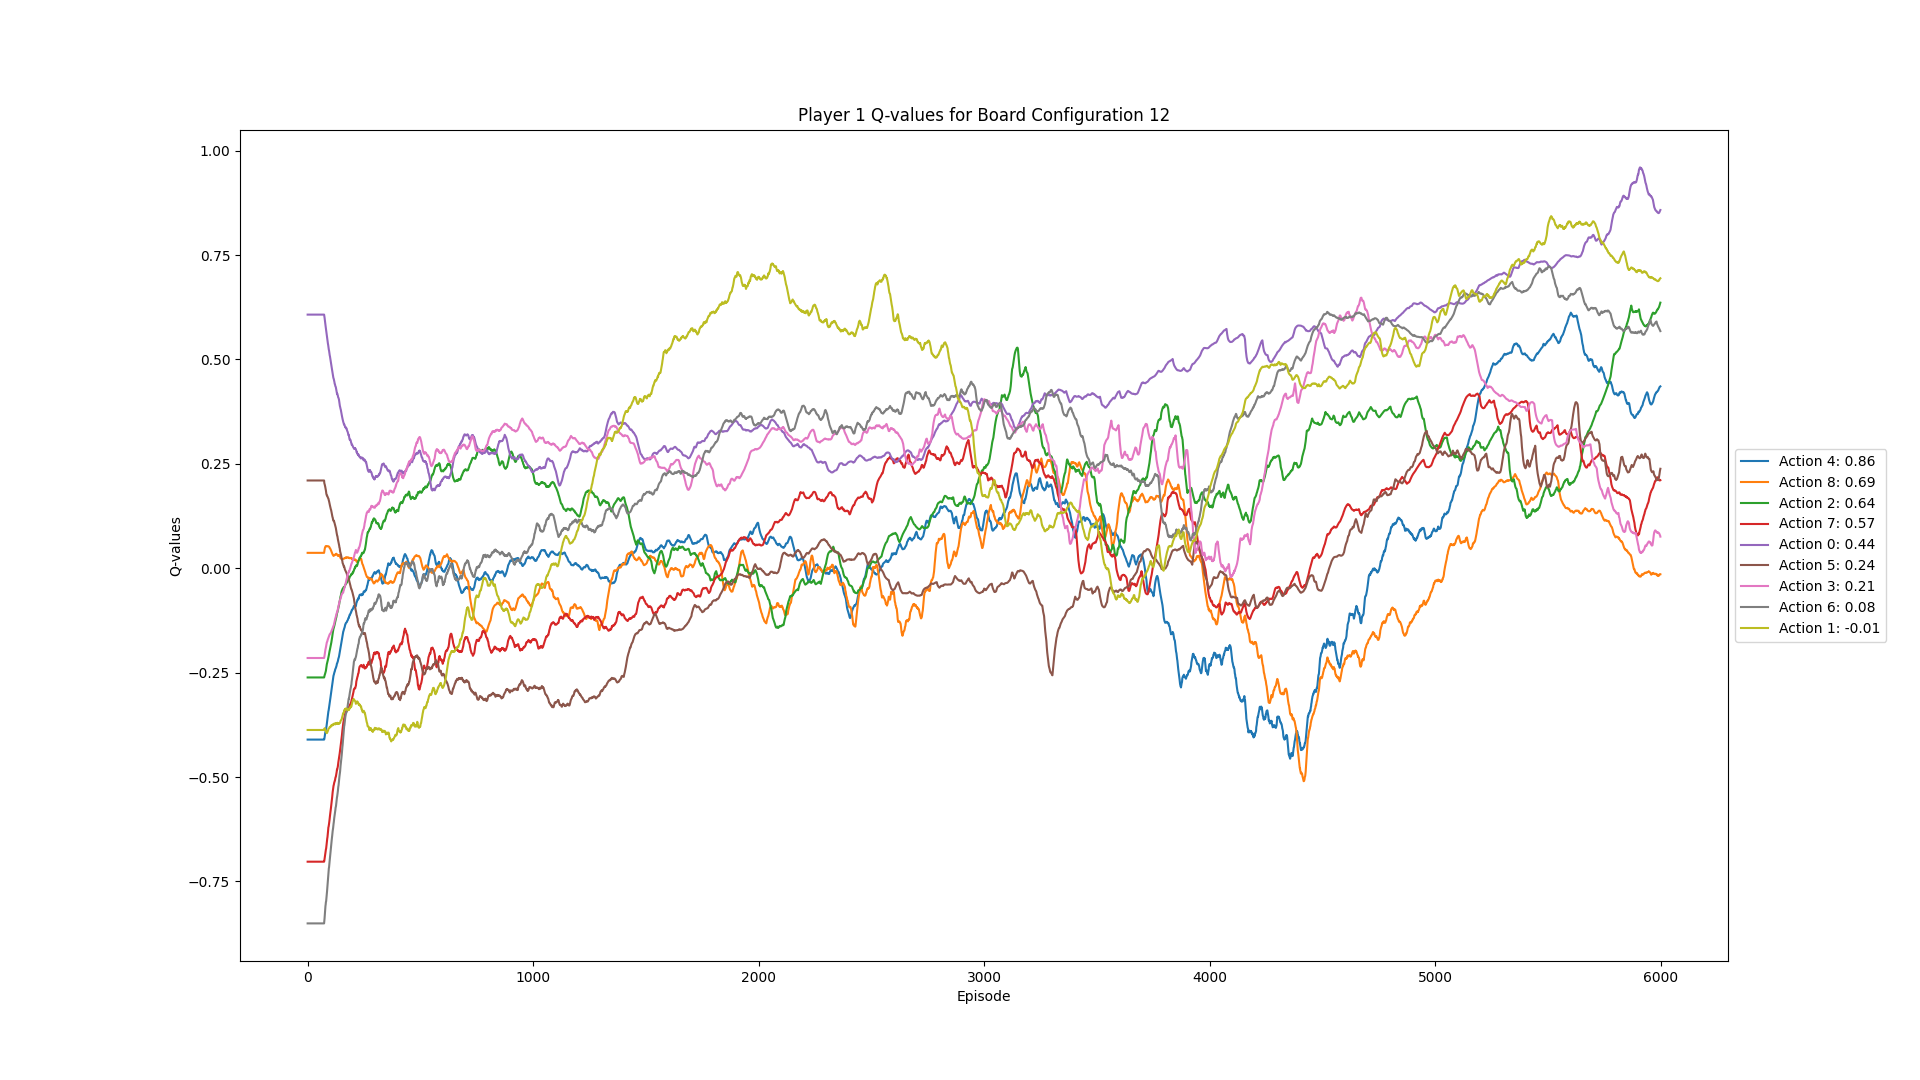 Player 1 Q-values for Board Configuration 12
1.00
0.75
0.50
0.25
0.00
−0.25
−0.50
−0.75
Q-values
0
1000
2000
3000
4000
5000
6000
Episode
Action 4: 0.86
Action 8: 0.69
Action 2: 0.64
Action 7: 0.57
Action 0: 0.44
Action 5: 0.24
Action 3: 0.21
Action 6: 0.08
Action 1: -0.01